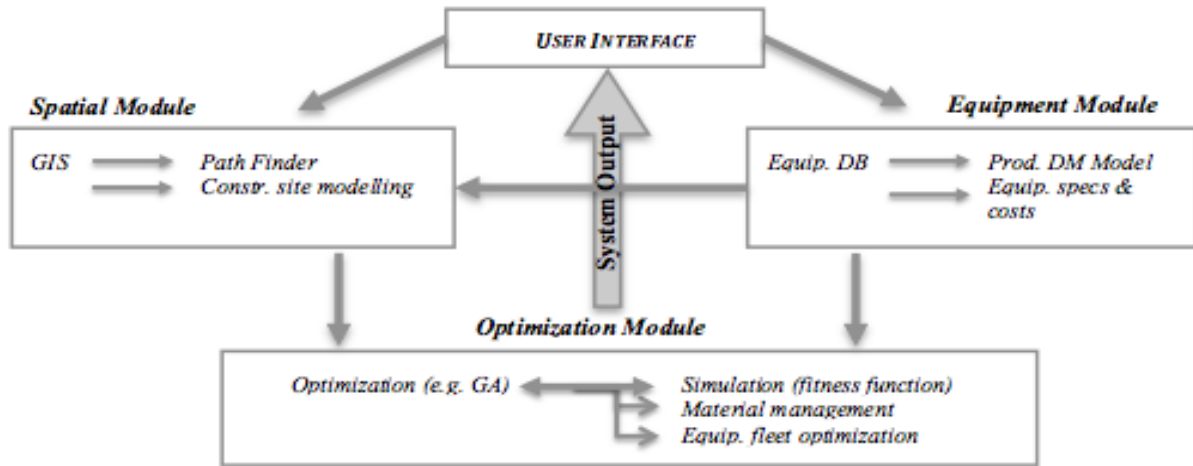 USER INTERFACE
Spatial Module
Equipment Module
GIS
Path Finder
Constr. site modelling
Equip. DB
Prod. DM Model
Equip. specs &
costs
System Output
Optimization Module
Optimization (e.g. GA)
Simulation (fitness function)
Material management
Equip. fleet optimization